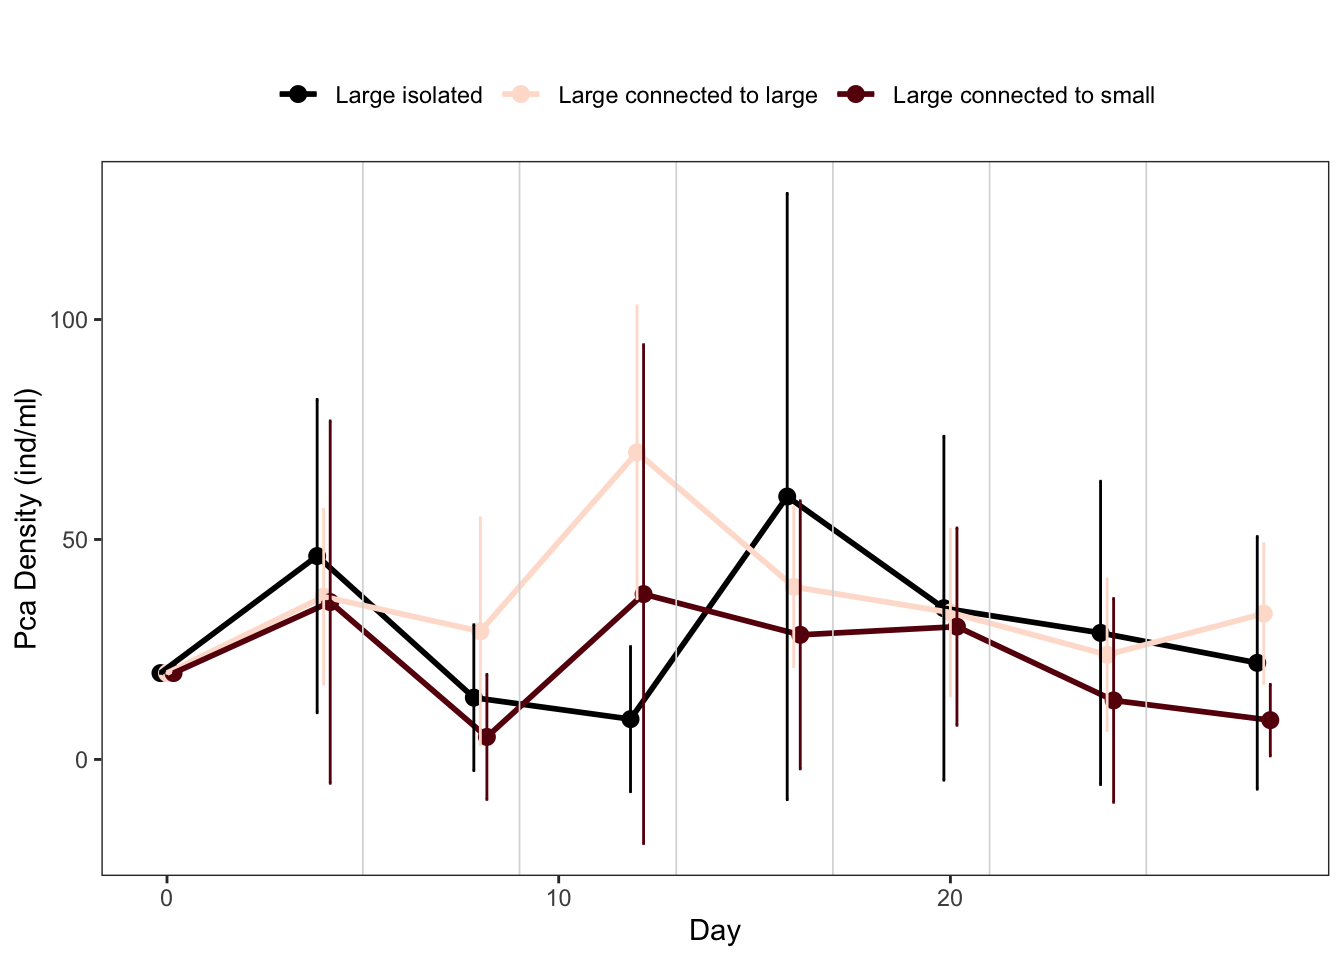 Large isolated Large connected to large Large connected to small
100
50
0
Pca Density (ind/ml)
0 10 20
Day